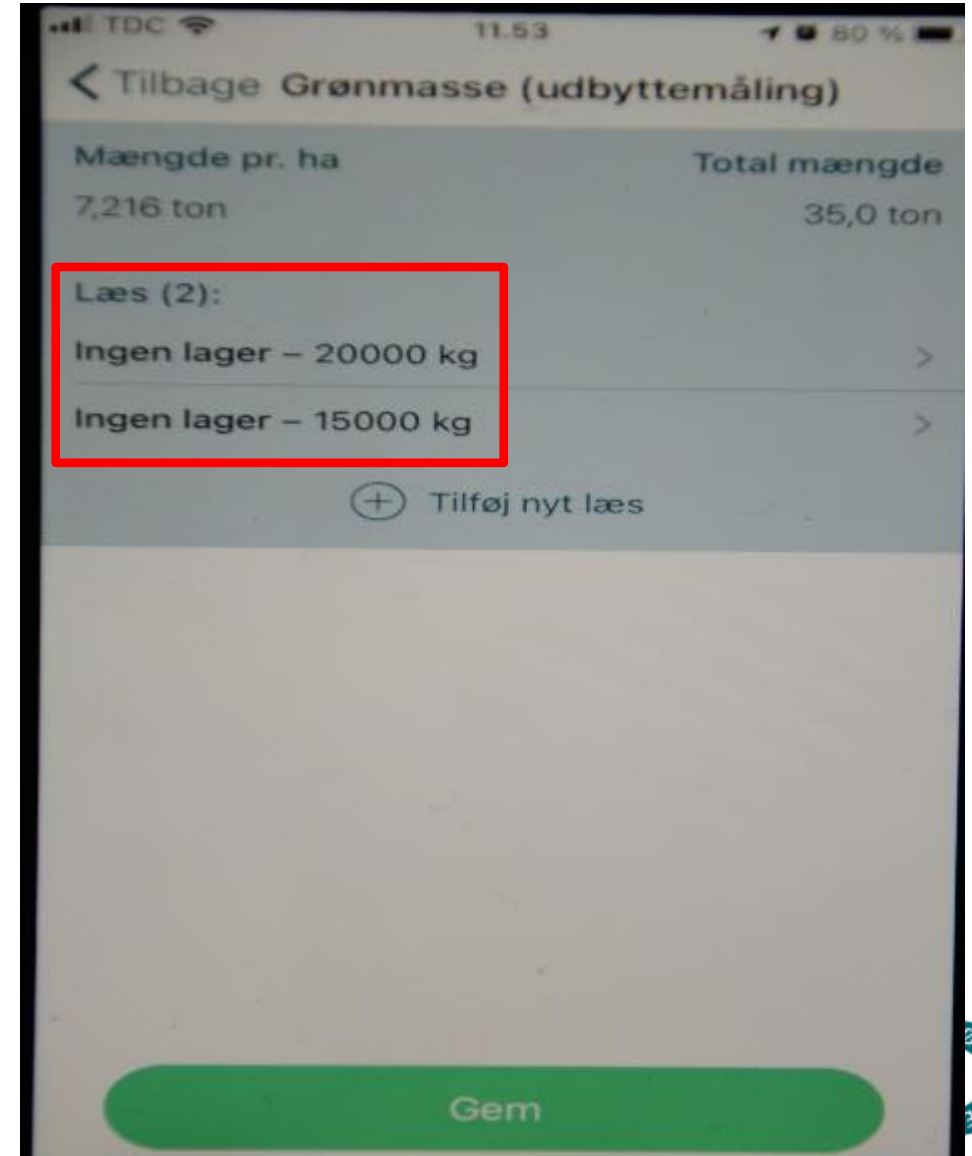 TDC 11.53 80 %
Tilbage Grønmasse (udbyttemåling)
Mængde pr. ha Total mængde
7,216 ton 35,0 ton
Læs (2):
Ingen lager – 20000 kg
Ingen lager – 15000 kg
Tilføj nyt læs
Gem